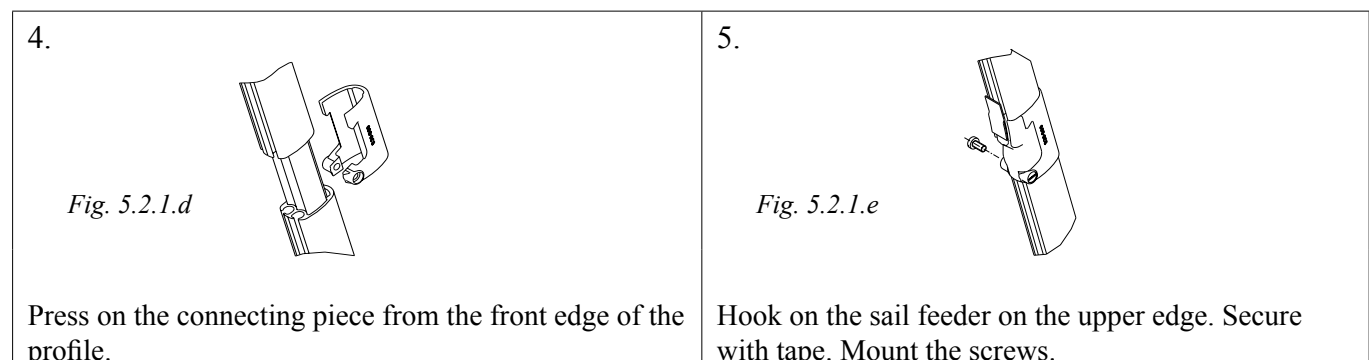 4.
Fig. 5.2.1.d
Press on the connecting piece from the front edge of the
profile.
5.
Fig. 5.2.1.e
Hook on the sail feeder on the upper edge. Secure
with tape. Mount the screws.